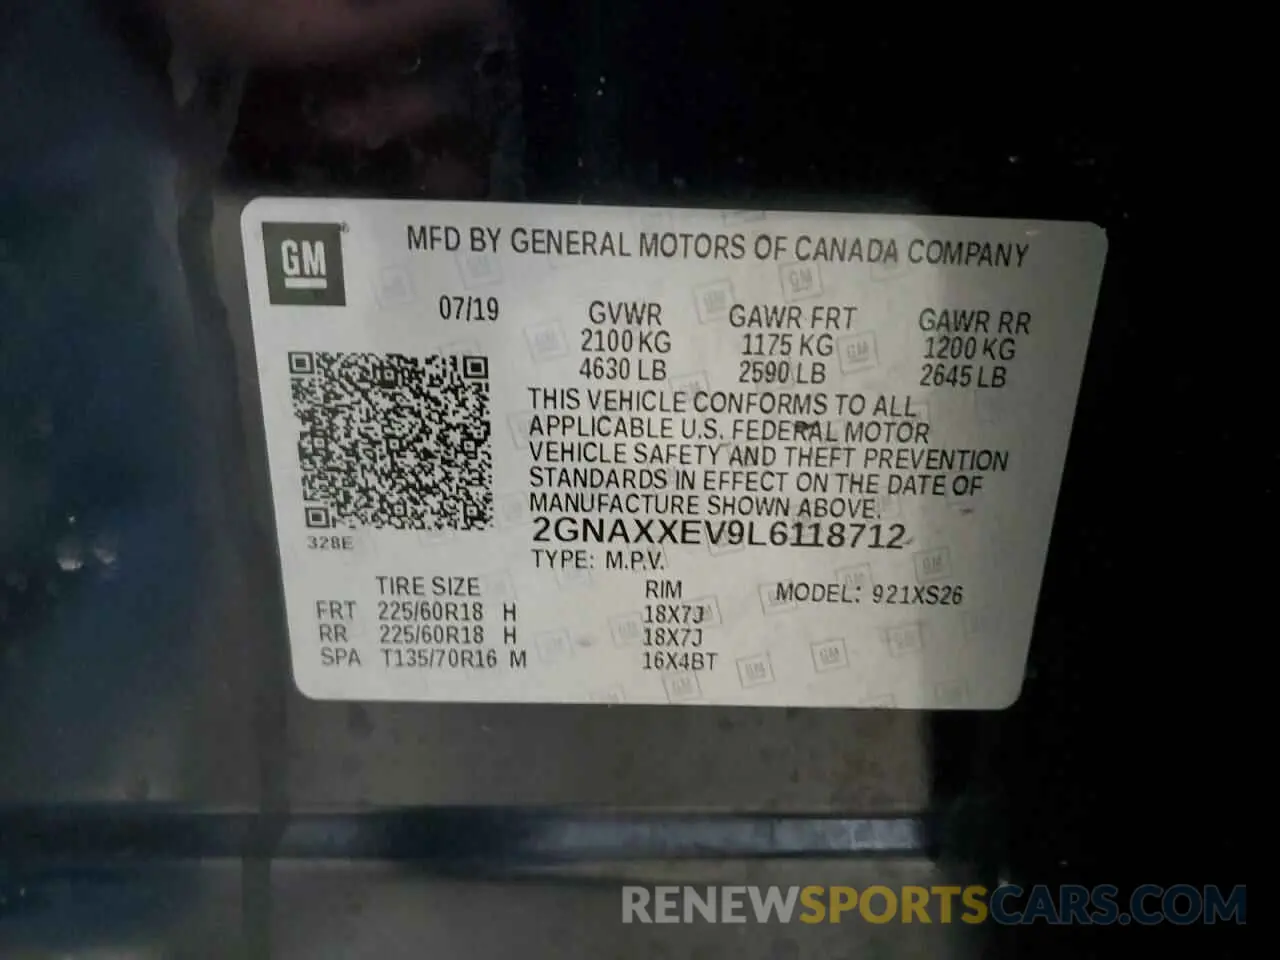 GM
MFD BY GENERAL MOTORS OF CANADA COMPANY
07/19 GVWR GAWR FRT GAWR RR
2100 KG 1175 KG 1200 KG
4630 LB 2590 LB 2645 LB
THIS VEHICLE CONFORMS TO ALL
APPLICABLE U.S. FEDERAL MOTOR
VEHICLE SAFETY AND THEFT PREVENTION
STANDARDS IN EFFECT ON THE DATE OF
MANUFACTURE SHOWN ABOVE.
328E
2GNAXXEV9L6118712
TYPE: M.P.V.
TIRE SIZE RIM MODEL: 921XS26
FRT 225/60R18 H 18X7J
RR 225/60R18 H 18X7J
SPA T135/70R16 M 16X4BT
RENEWSPORTSCARS.COM